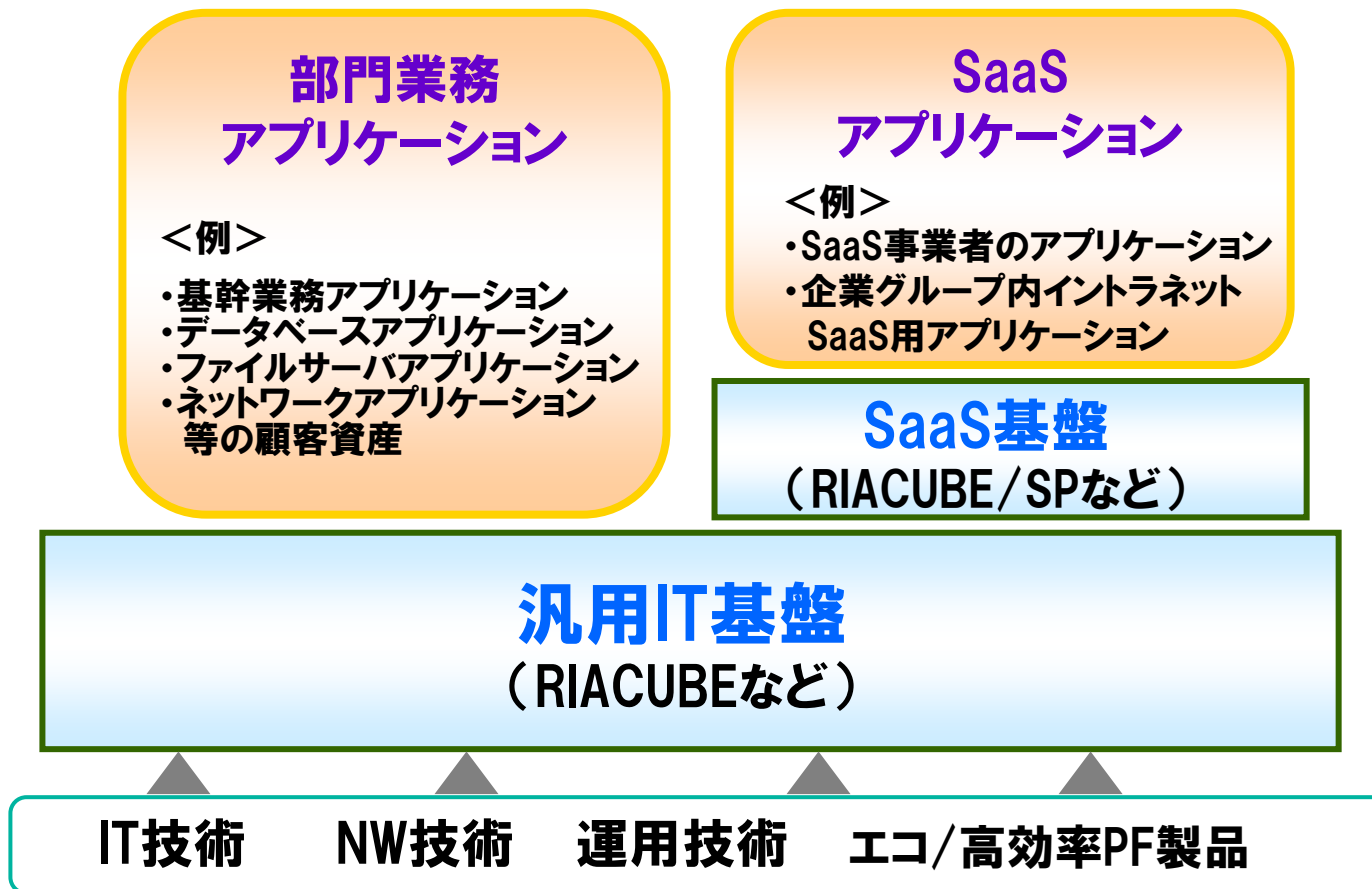 部門業務
アプリケーション
＜例＞
・基幹業務アプリケーション
・データベースアプリケーション
・ファイルサーバアプリケーション
・ネットワークアプリケーション
等の顧客資産
SaaS
アプリケーション
＜例＞
・SaaS事業者のアプリケーション
・企業グループ内イントラネット
SaaS用アプリケーション
SaaS基盤
（RIACUBE/SPなど）
汎用IT基盤
（RIACUBEなど）
IT技術 NW技術 運用技術 エコ/高効率PF製品